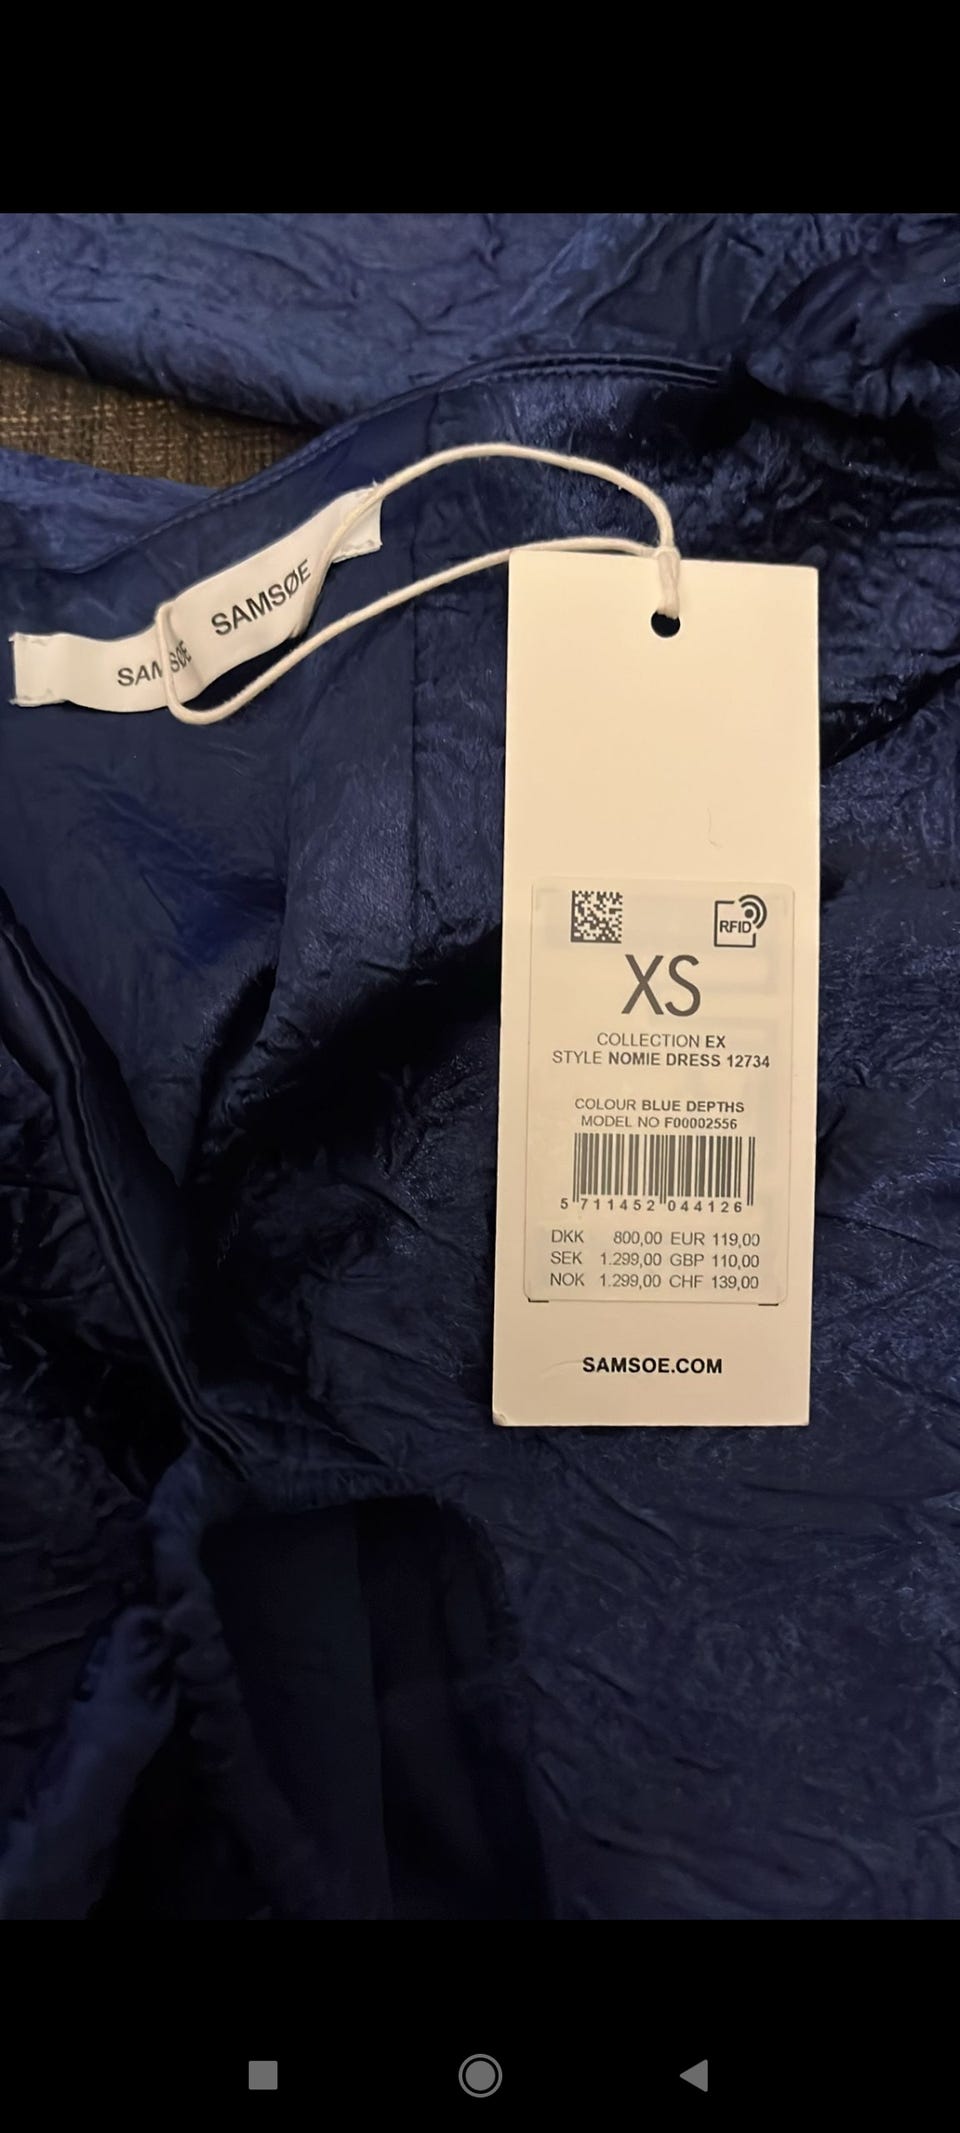 SAMSØE
SAMSØE
RFID
XS
COLLECTION EX
STYLE NOMIE DRESS 12734
COLOUR BLUE DEPTHS
MODEL NO F00002556
5 711452 044126
DKK 800,00 EUR 119,00
SEK 1.299,00 GBP 110,00
NOK 1.299,00 CHF 139,00
SAMSOE.COM